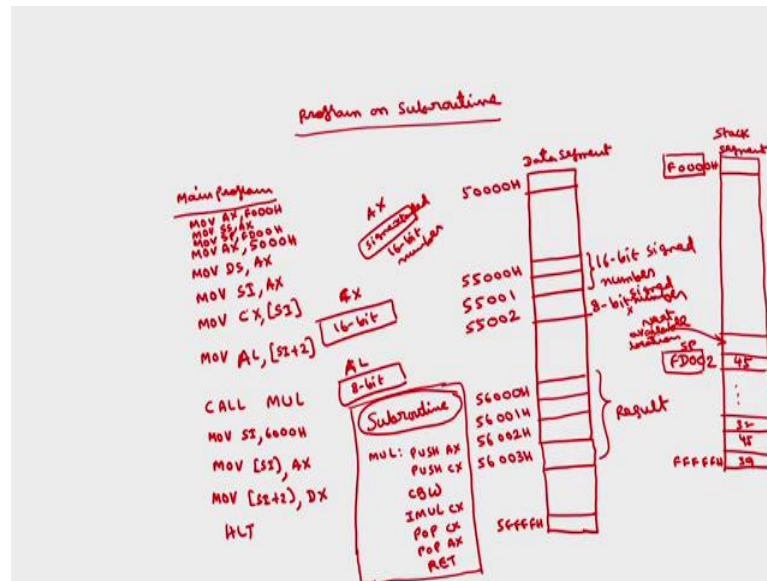 Program on Subroutine
Main Program
MOV AX, F000H
MOV SS, AX
MOV SP, FD00H
MOV AX, 5000H
MOV DS, AX
MOV SI, AX
MOV CX, [SI]
MOV AL, [SI+2]
CALL MUL
MOV SI, 6000H
MOV [SI], AX
MOV [SI+2], DX
HLT
AX
sign extended
16-bit
number
CX
16-bit
AL
8-bit
Subroutine
MUL: PUSH AX
PUSH CX
CBW
IMUL CX
POP CX
POP AX
RET
Data Segment
50000H
55000H
55001
55002
56000H
56001H
56002H
56003H
5FFFFH
16-bit signed
number
signed
8-bit number
Result
Stack
segment
F0000H
next
available
location
SP
FD002
45
32
45
39
FFFFFH